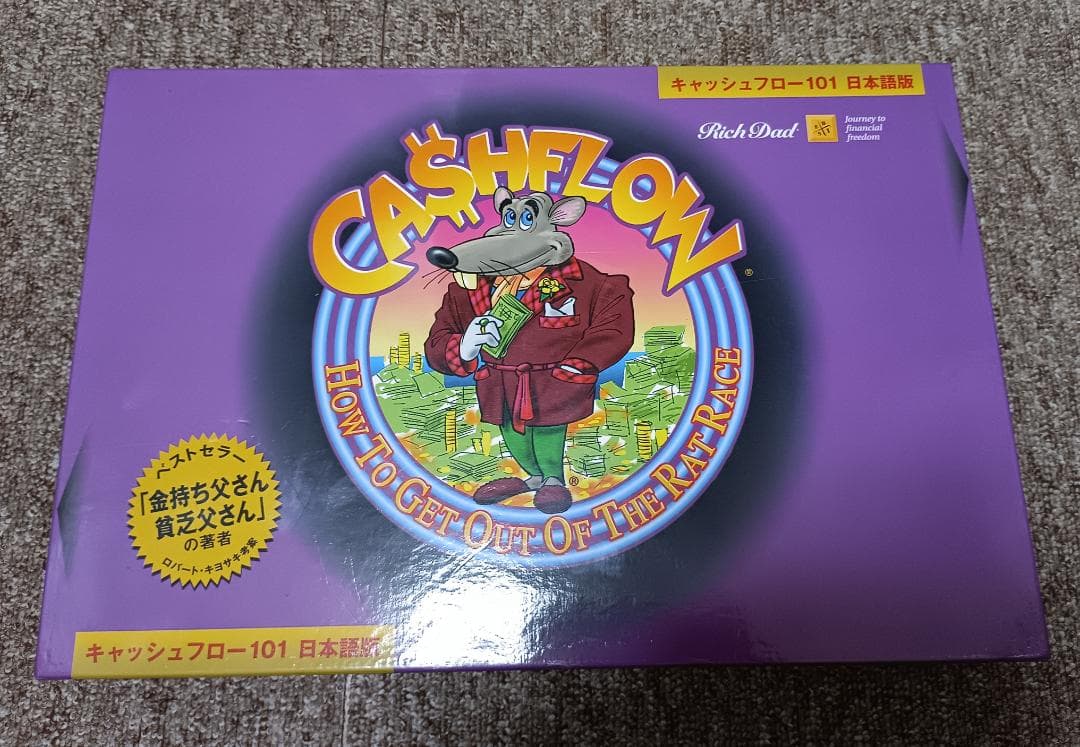 キャッシュフロー101 日本語版
Rich Dad
E B
S I
Journey to
financial
freedom
CA$HFLOW
®
HOW TO GET OUT OF THE RAT RACE
®
ベストセラー
「金持ち父さん
貧乏父さん」
の著者
ロバート・キヨサキ考案
キャッシュフロー101 日本語版